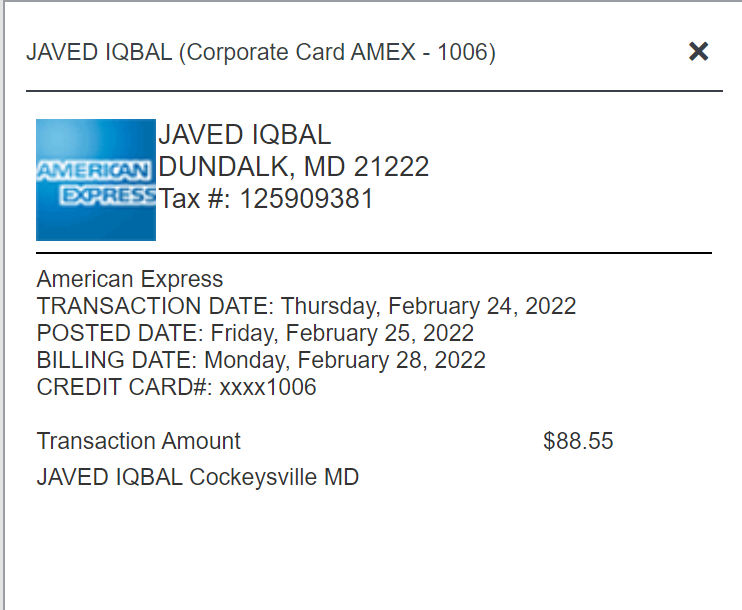 JAVED IQBAL (Corporate Card AMEX - 1006) ×
AMERICAN
EXPRESS
JAVED IQBAL
DUNDALK, MD 21222
Tax #: 125909381
American Express
TRANSACTION DATE: Thursday, February 24, 2022
POSTED DATE: Friday, February 25, 2022
BILLING DATE: Monday, February 28, 2022
CREDIT CARD#: xxxx1006
Transaction Amount $88.55
JAVED IQBAL Cockeysville MD